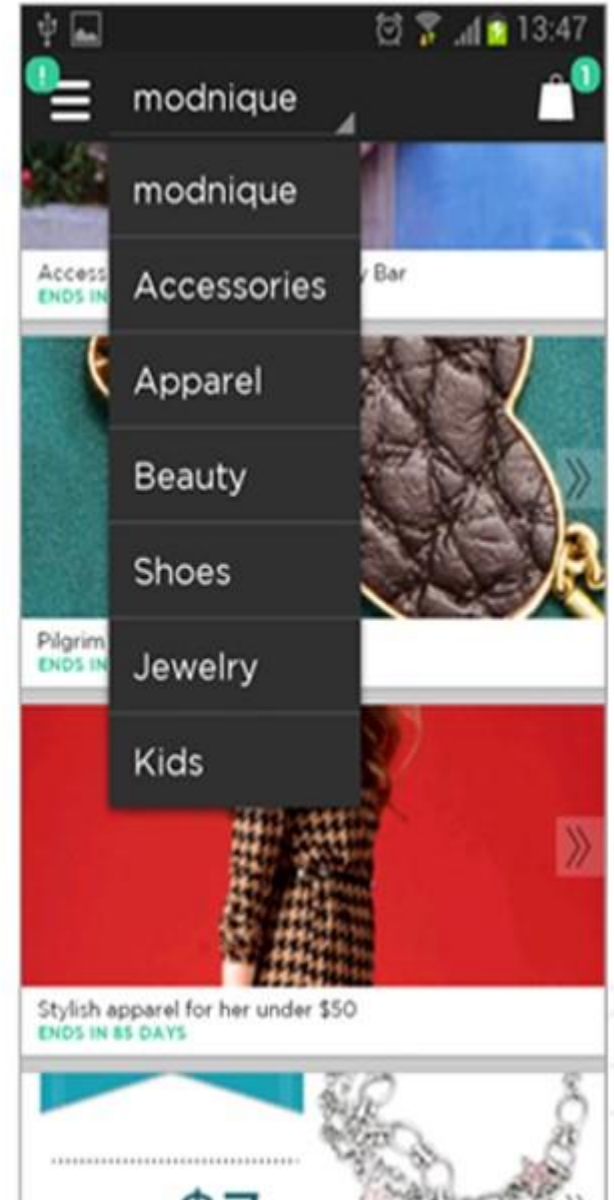 13:47
!
modnique
1
modnique
Access
y Bar
ENDS IN
Accessories
Apparel
Beauty
Shoes
Pilgrim
ENDS IN
Jewelry
Kids
Stylish apparel for her under $50
ENDS IN 85 DAYS